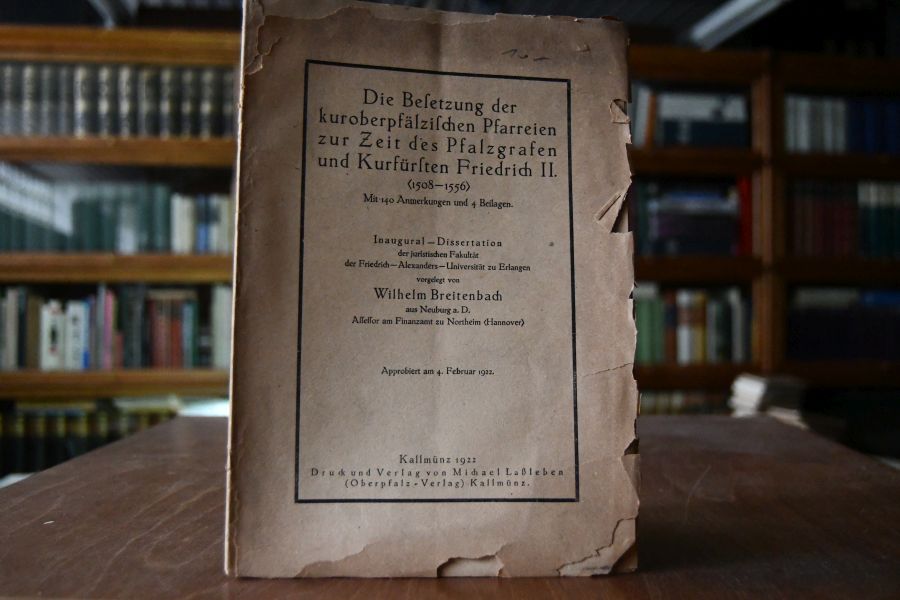 Die Beſetzung der
kuroberpfälziſchen Pfarreien
zur Zeit des Pfalzgrafen
und Kurfürſten Friedrich II.
(1508—1556)
Mit 140 Anmerkungen und 4 Beilagen.
Inaugural—Dissertation
der juristischen Fakultät
der Friedrich—Alexanders—Universität zu Erlangen
vorgelegt von
Wilhelm Breitenbach
aus Neuburg a. D.
Aſſeſſor am Finanzamt zu Northeim (Hannover)
Approbiert am 4. Februar 1922.
Kallmünz 1922
Druck und Verlag von Michael Laßleben
(Oberpfalz-Verlag) Kallmünz.